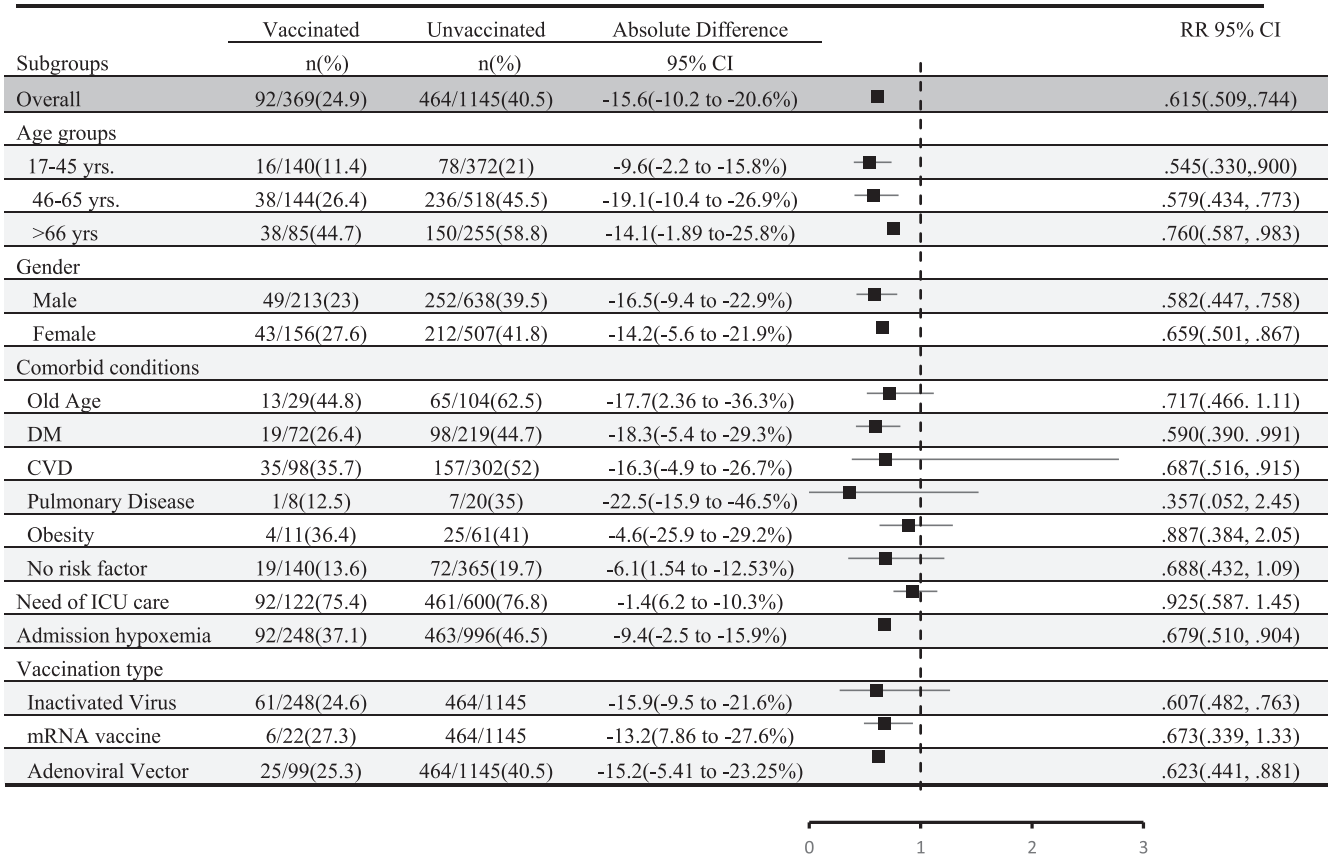 Vaccinated Unvaccinated Absolute Difference RR 95% CI
Subgroups n(%) n(%) 95% CI
Overall 92/369(24.9) 464/1145(40.5) -15.6(-10.2 to -20.6%) .615(.509,.744)
Age groups
17-45 yrs. 16/140(11.4) 78/372(21) -9.6(-2.2 to -15.8%) .545(.330,.900)
46-65 yrs. 38/144(26.4) 236/518(45.5) -19.1(-10.4 to -26.9%) .579(.434, .773)
>66 yrs 38/85(44.7) 150/255(58.8) -14.1(-1.89 to-25.8%) .760(.587, .983)
Gender
Male 49/213(23) 252/638(39.5) -16.5(-9.4 to -22.9%) .582(.447, .758)
Female 43/156(27.6) 212/507(41.8) -14.2(-5.6 to -21.9%) .659(.501, .867)
Comorbid conditions
Old Age 13/29(44.8) 65/104(62.5) -17.7(2.36 to -36.3%) .717(.466. 1.11)
DM 19/72(26.4) 98/219(44.7) -18.3(-5.4 to -29.3%) .590(.390. .991)
CVD 35/98(35.7) 157/302(52) -16.3(-4.9 to -26.7%) .687(.516, .915)
Pulmonary Disease 1/8(12.5) 7/20(35) -22.5(-15.9 to -46.5%) .357(.052, 2.45)
Obesity 4/11(36.4) 25/61(41) -4.6(-25.9 to -29.2%) .887(.384, 2.05)
No risk factor 19/140(13.6) 72/365(19.7) -6.1(1.54 to -12.53%) .688(.432, 1.09)
Need of ICU care 92/122(75.4) 461/600(76.8) -1.4(6.2 to -10.3%) .925(.587. 1.45)
Admission hypoxemia 92/248(37.1) 463/996(46.5) -9.4(-2.5 to -15.9%) .679(.510, .904)
Vaccination type
Inactivated Virus 61/248(24.6) 464/1145 -15.9(-9.5 to -21.6%) .607(.482, .763)
mRNA vaccine 6/22(27.3) 464/1145 -13.2(7.86 to -27.6%) .673(.339, 1.33)
Adenoviral Vector 25/99(25.3) 464/1145(40.5) -15.2(-5.41 to -23.25%) .623(.441, .881)
0 1 2 3